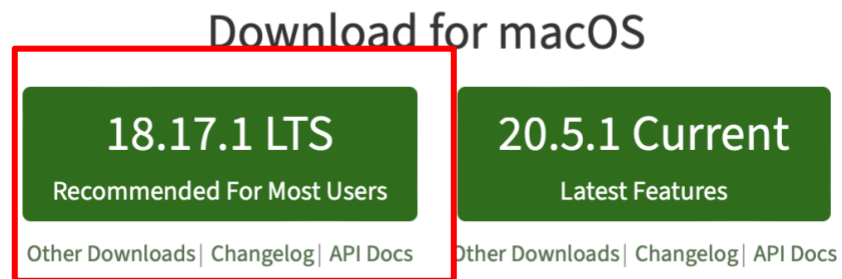 Download for macOS
18.17.1 LTS
Recommended For Most Users
Other Downloads| Changelog| API Docs
20.5.1 Current
Latest Features
Other Downloads| Changelog| API Docs